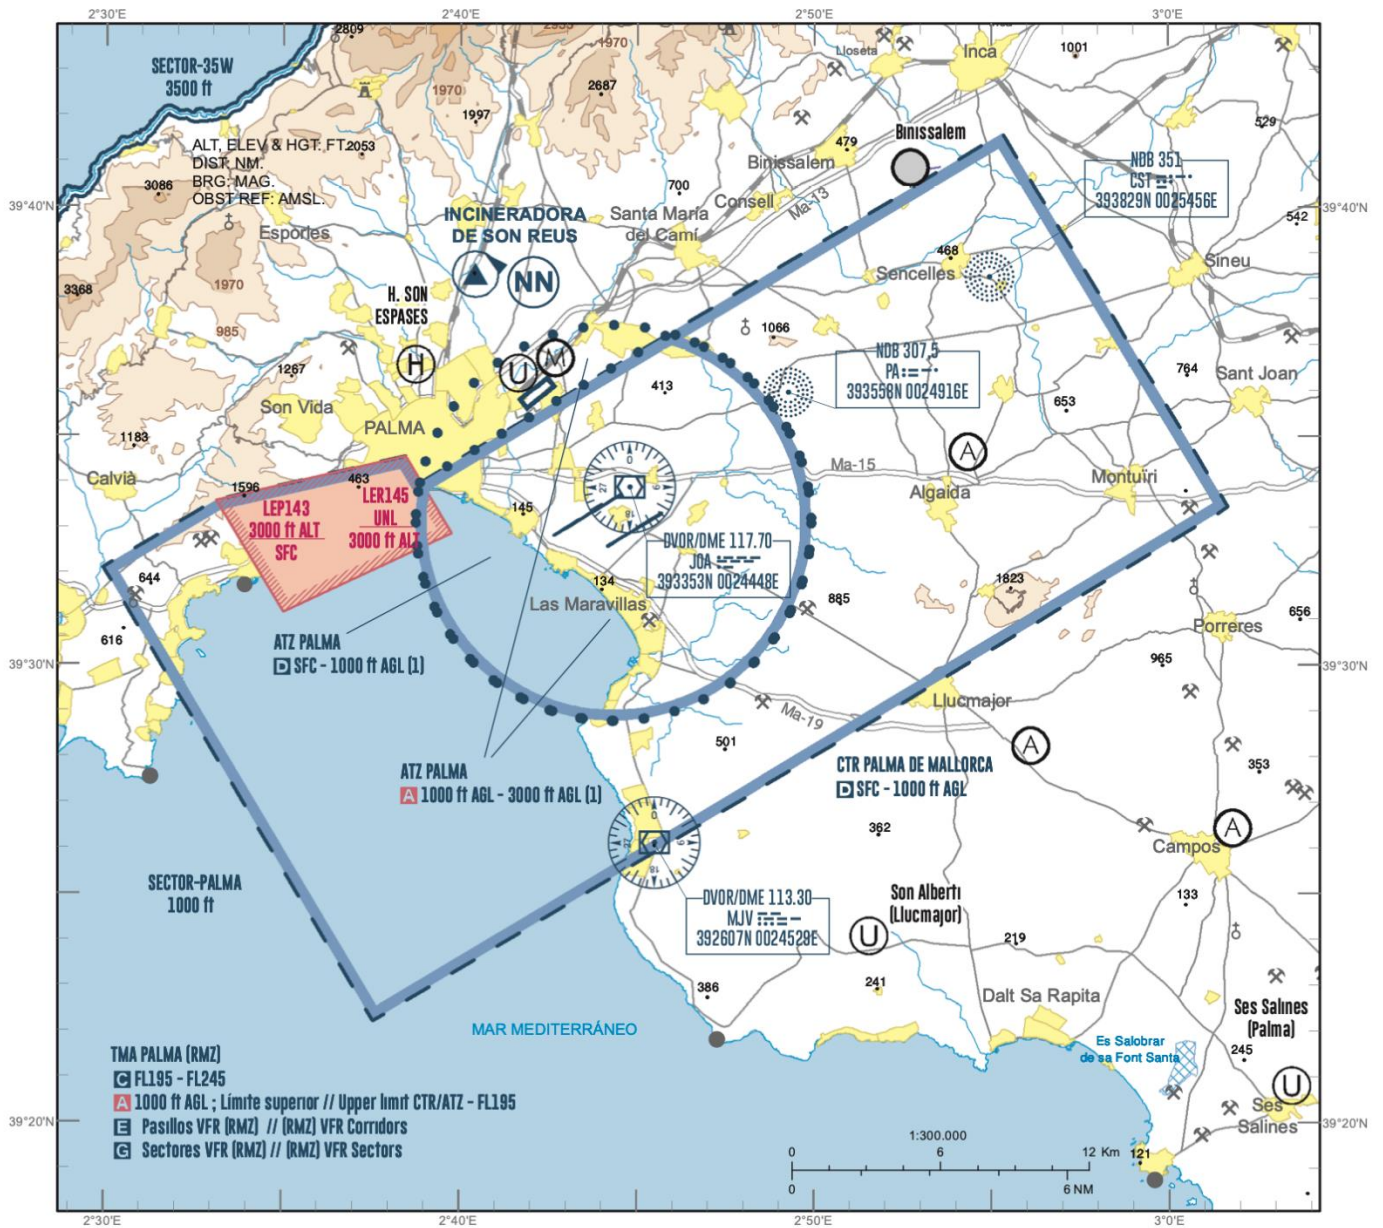 2°30'E
2°40'E
2°50'E
3°0'E
2809
2953
1970
SECTOR-35W
3500 ft
1970
2687
1997
Lloseta
Inca
1001
529
ALT, ELEV & HGT: FT.
2053
DIST: NM.
BRG: MAG.
OBST REF: AMSL.
3086
Binissalem
479
Binissalem
NDB 351
CST
393829N 0025456E
39°40'N
39°40'N
INCINERADORA
DE SON REUS
700
Consell
Ma-13
Santa María
del Camí
542
Esporles
NN
468
Sencelles
Sineu
3368
1970
985
H. SON
ESPASES
1066
NDB 307,5
PA
393558N 0024916E
H
U
M
1267
413
764
Sant Joan
Son Vida
653
PALMA
1183
Calvià
Ma-15
A
Montuïri
Algaida
1596
463
LEP143
3000 ft ALT
SFC
LER145
UNL
3000 ft ALT
145
0
9
18
27
DVOR/DME 117.70
JOA
393353N 0024448E
644
134
Las Maravillas
885
1823
656
616
Porreres
ATZ PALMA
D SFC - 1000 ft AGL (1)
965
39°30'N
39°30'N
Llucmajor
Ma-19
501
A
353
ATZ PALMA
A 1000 ft AGL - 3000 ft AGL (1)
CTR PALMA DE MALLORCA
D SFC - 1000 ft AGL
362
A
Campos
0
9
18
27
SECTOR-PALMA
1000 ft
DVOR/DME 113.30
MJV
392607N 0024529E
Son Alberti
(Llucmajor)
133
U
219
386
241
Dalt Sa Rapita
Ses Salines
(Palma)
MAR MEDITERRÁNEO
Es Salobrar
de sa Font Santa
245
U
TMA PALMA (RMZ)
C FL195 - FL245
A 1000 ft AGL ; Límite superior // Upper limit CTR/ATZ - FL195
E Pasillos VFR (RMZ) // (RMZ) VFR Corridors
G Sectores VFR (RMZ) // (RMZ) VFR Sectors
Ses
Salines
39°20'N
39°20'N
1:300.000
0 6 12 Km
0 6 NM
121
2°30'E
2°40'E
2°50'E
3°0'E